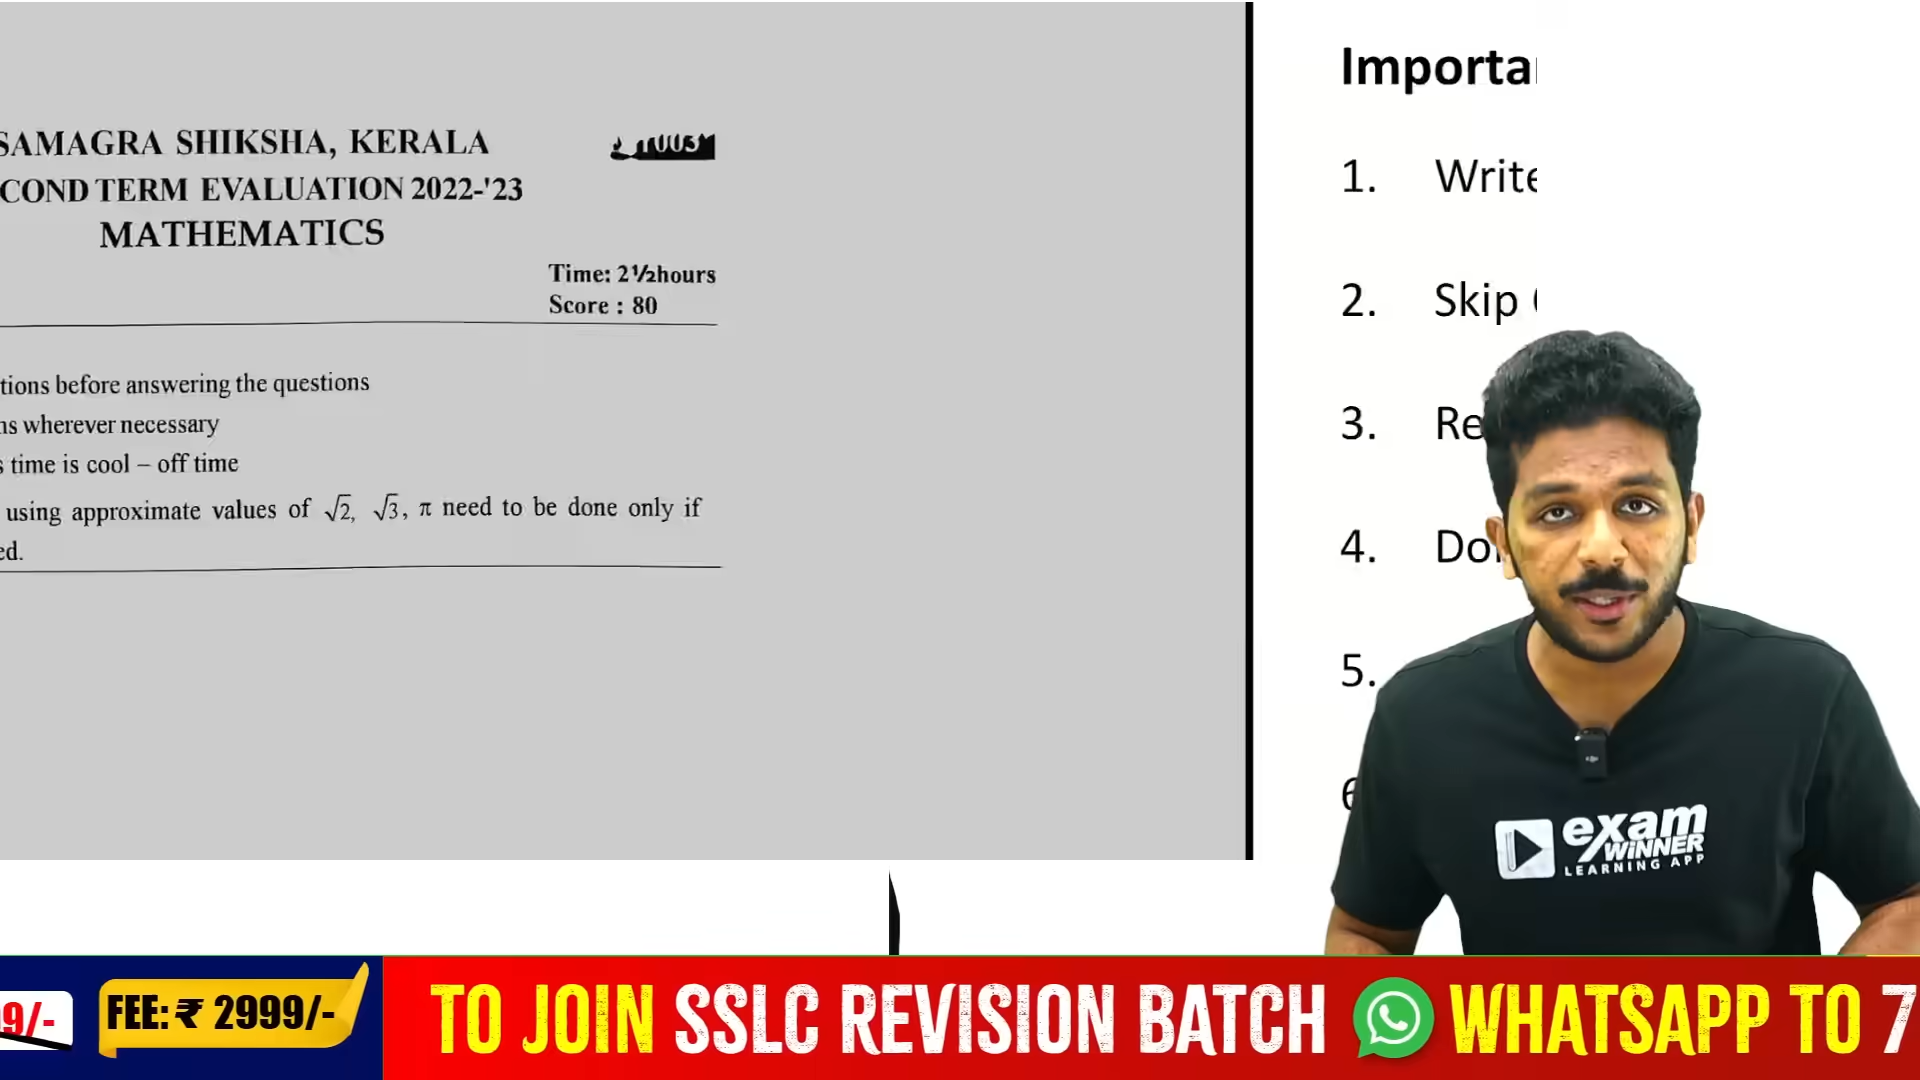 SAMAGRA SHIKSHA, KERALA
COND TERM EVALUATION 2022-'23
MATHEMATICS
Time: 2½hours
Score : 80
tions before answering the questions
ns wherever necessary
s time is cool – off time
using approximate values of √2, √3, π need to be done only if
ed.
Importa
1. Write
2. Skip
3. Re
4. Do
5.
6
exam
WINNER
LEARNING APP
9/-
FEE: ₹ 2999/-
TO JOIN SSLC REVISION BATCH WHATSAPP TO 7